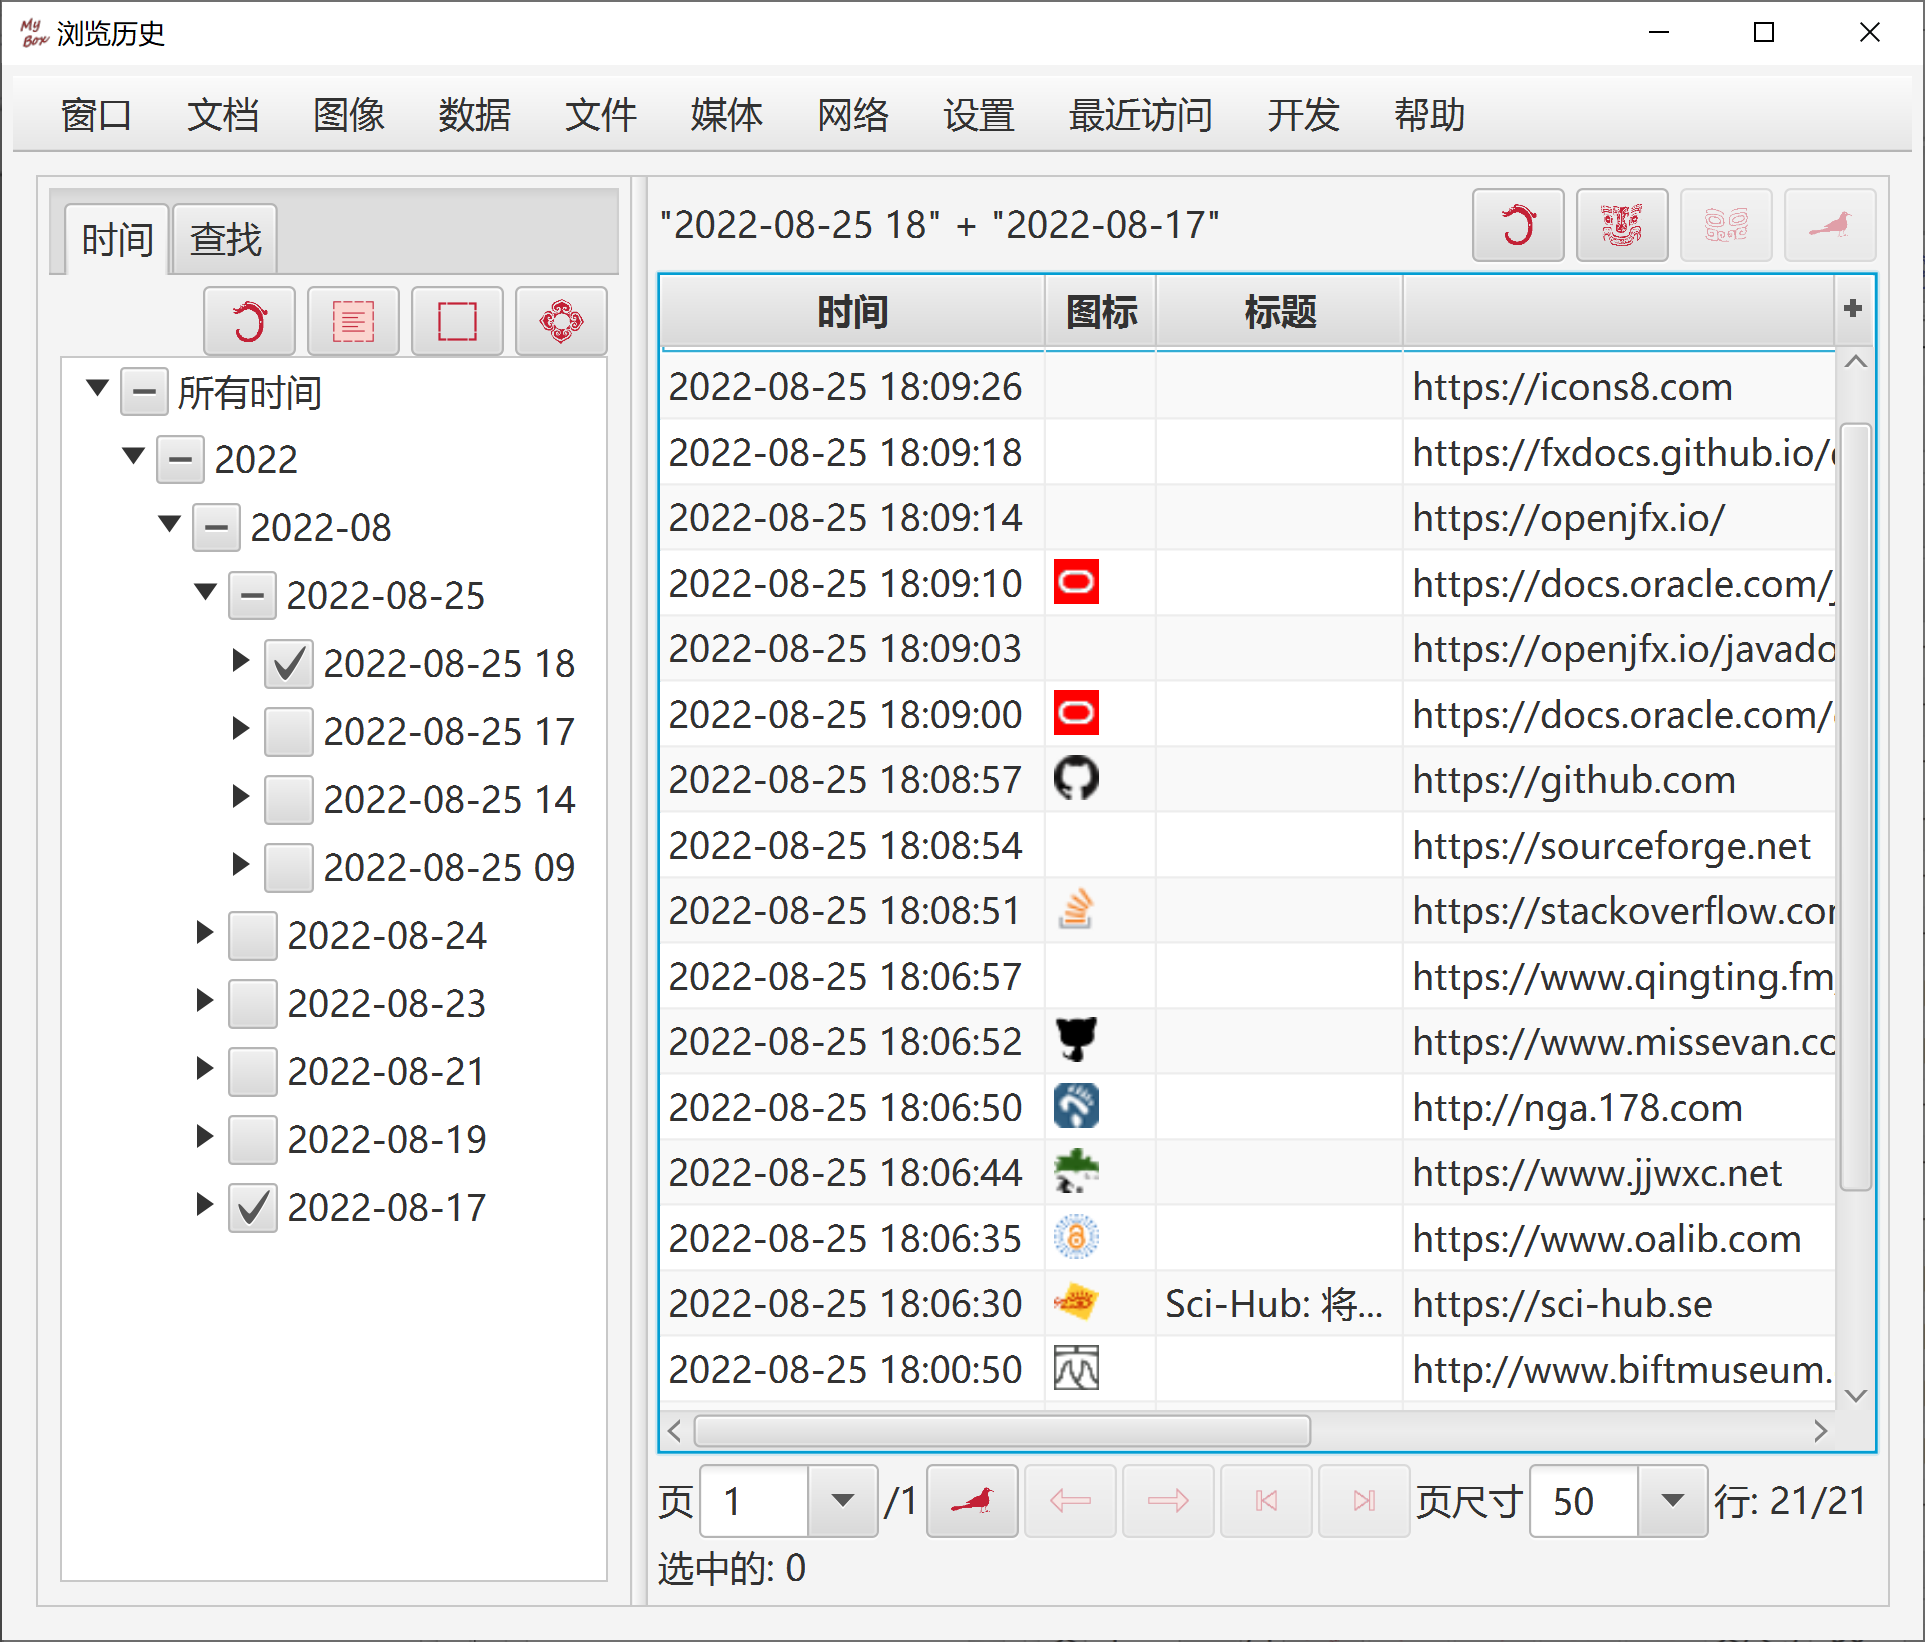 My Box 浏览历史
窗口 文档 图像 数据 文件 媒体 网络 设置 最近访问 开发 帮助
时间 查找
所有时间
2022
2022-08
2022-08-25
2022-08-25 18
2022-08-25 17
2022-08-25 14
2022-08-25 09
2022-08-24
2022-08-23
2022-08-21
2022-08-19
2022-08-17
"2022-08-25 18" + "2022-08-17"
时间 图标 标题
2022-08-25 18:09:26 https://icons8.com
2022-08-25 18:09:18 https://fxdocs.github.io/
2022-08-25 18:09:14 https://openjfx.io/
2022-08-25 18:09:10 https://docs.oracle.com/j
2022-08-25 18:09:03 https://openjfx.io/javado
2022-08-25 18:09:00 https://docs.oracle.com/
2022-08-25 18:08:57 https://github.com
2022-08-25 18:08:54 https://sourceforge.net
2022-08-25 18:08:51 https://stackoverflow.co
2022-08-25 18:06:57 https://www.qingting.fm
2022-08-25 18:06:52 https://www.missevan.co
2022-08-25 18:06:50 http://nga.178.com
2022-08-25 18:06:44 https://www.jjwxc.net
2022-08-25 18:06:35 https://www.oalib.com
2022-08-25 18:06:30 Sci-Hub: 将... https://sci-hub.se
2022-08-25 18:00:50 http://www.biftmuseum.
页 1 /1 页尺寸 50 行: 21/21
选中的: 0